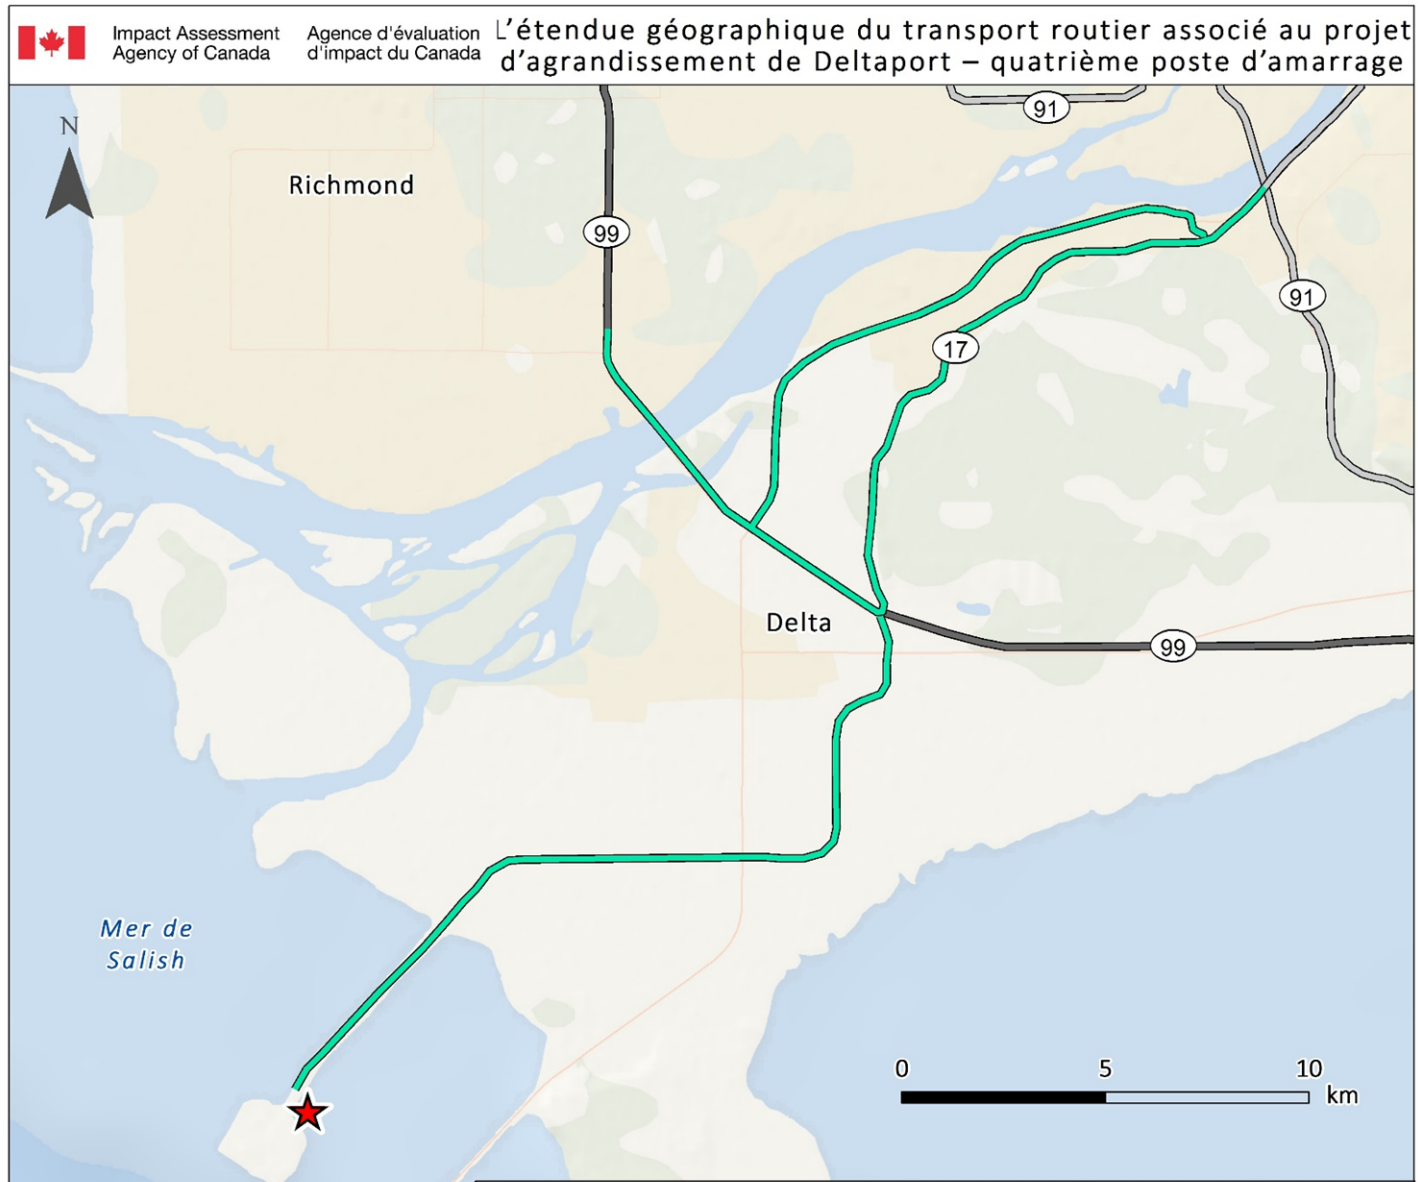 Impact Assessment Agence d'évaluation
Agency of Canada d'impact du Canada
L'étendue géographique du transport routier associé au projet
d'agrandissement de Deltaport – quatrième poste d'amarrage
N
91
Richmond
99
91
17
Delta
99
Mer de
Salish
0 5 10
km